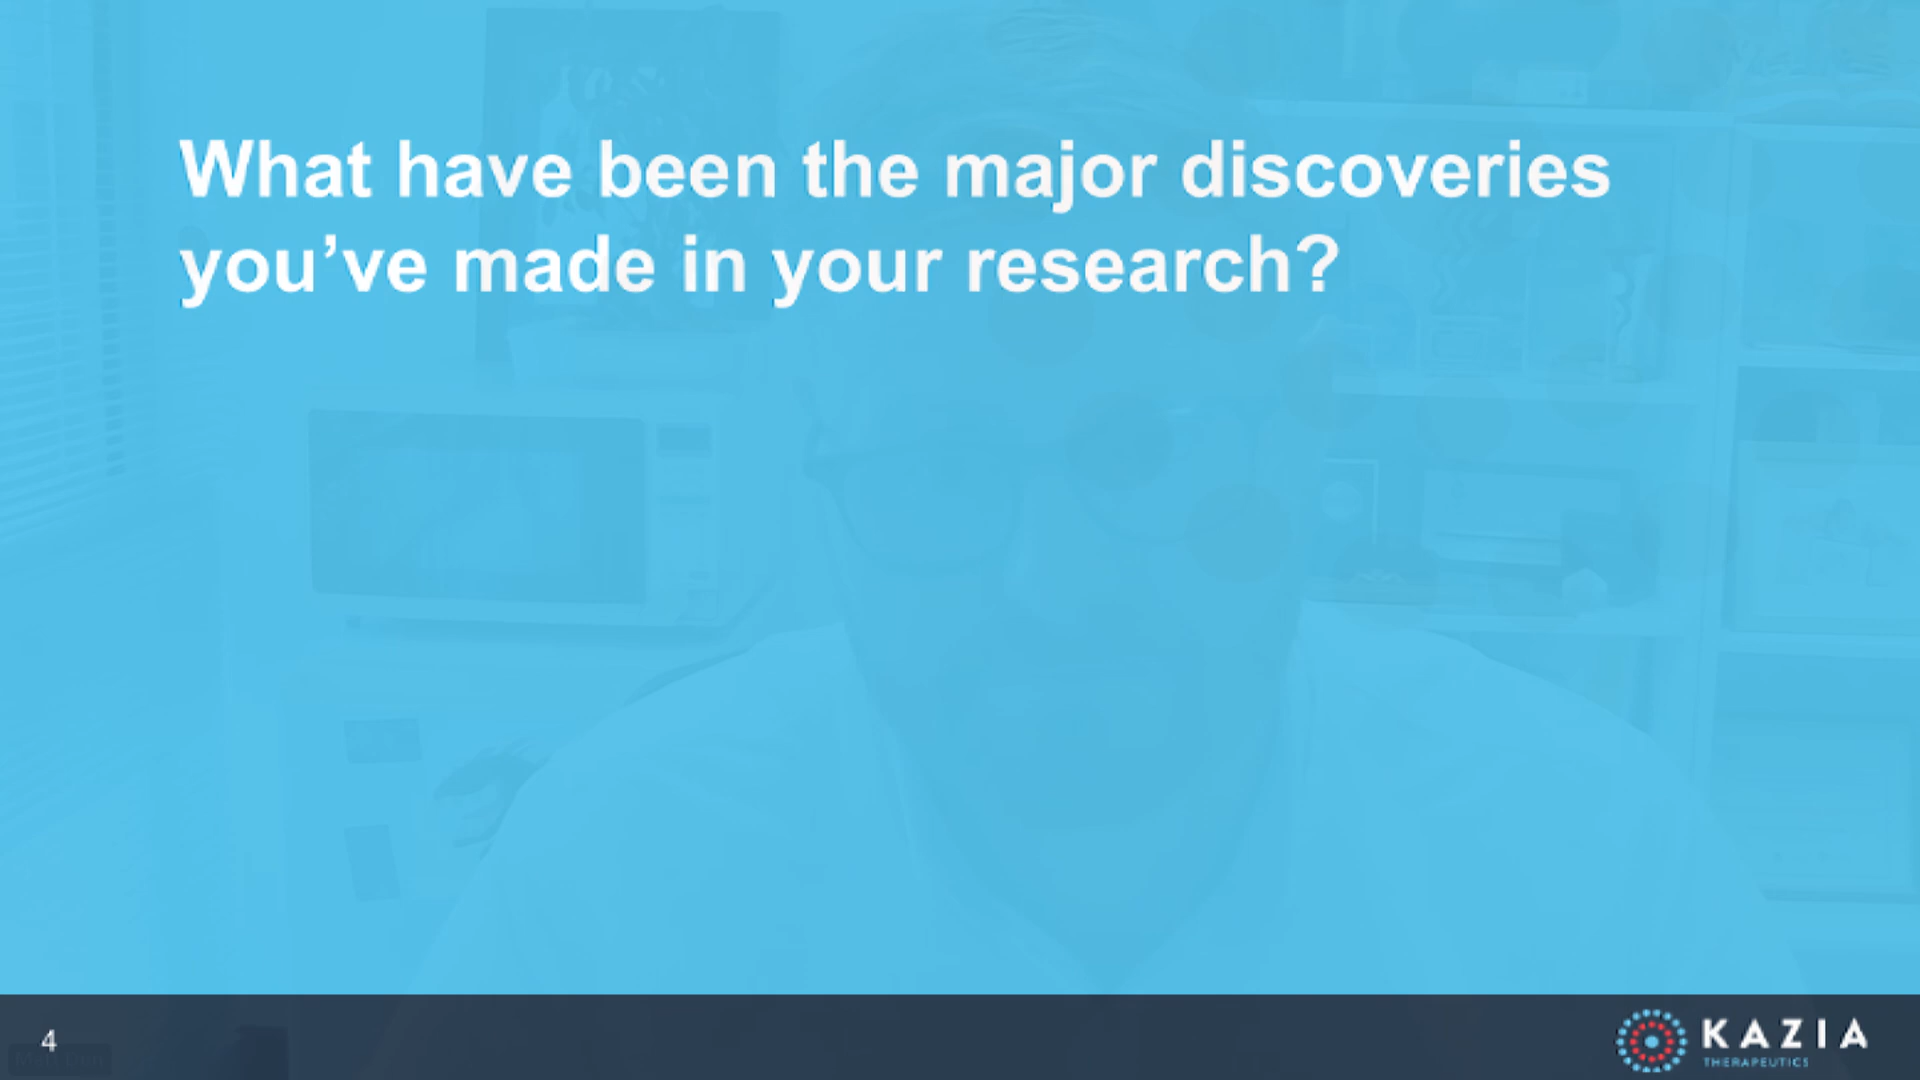 What have been the major discoveries
you’ve made in your research?
4
KAZIA
THERAPEUTICS